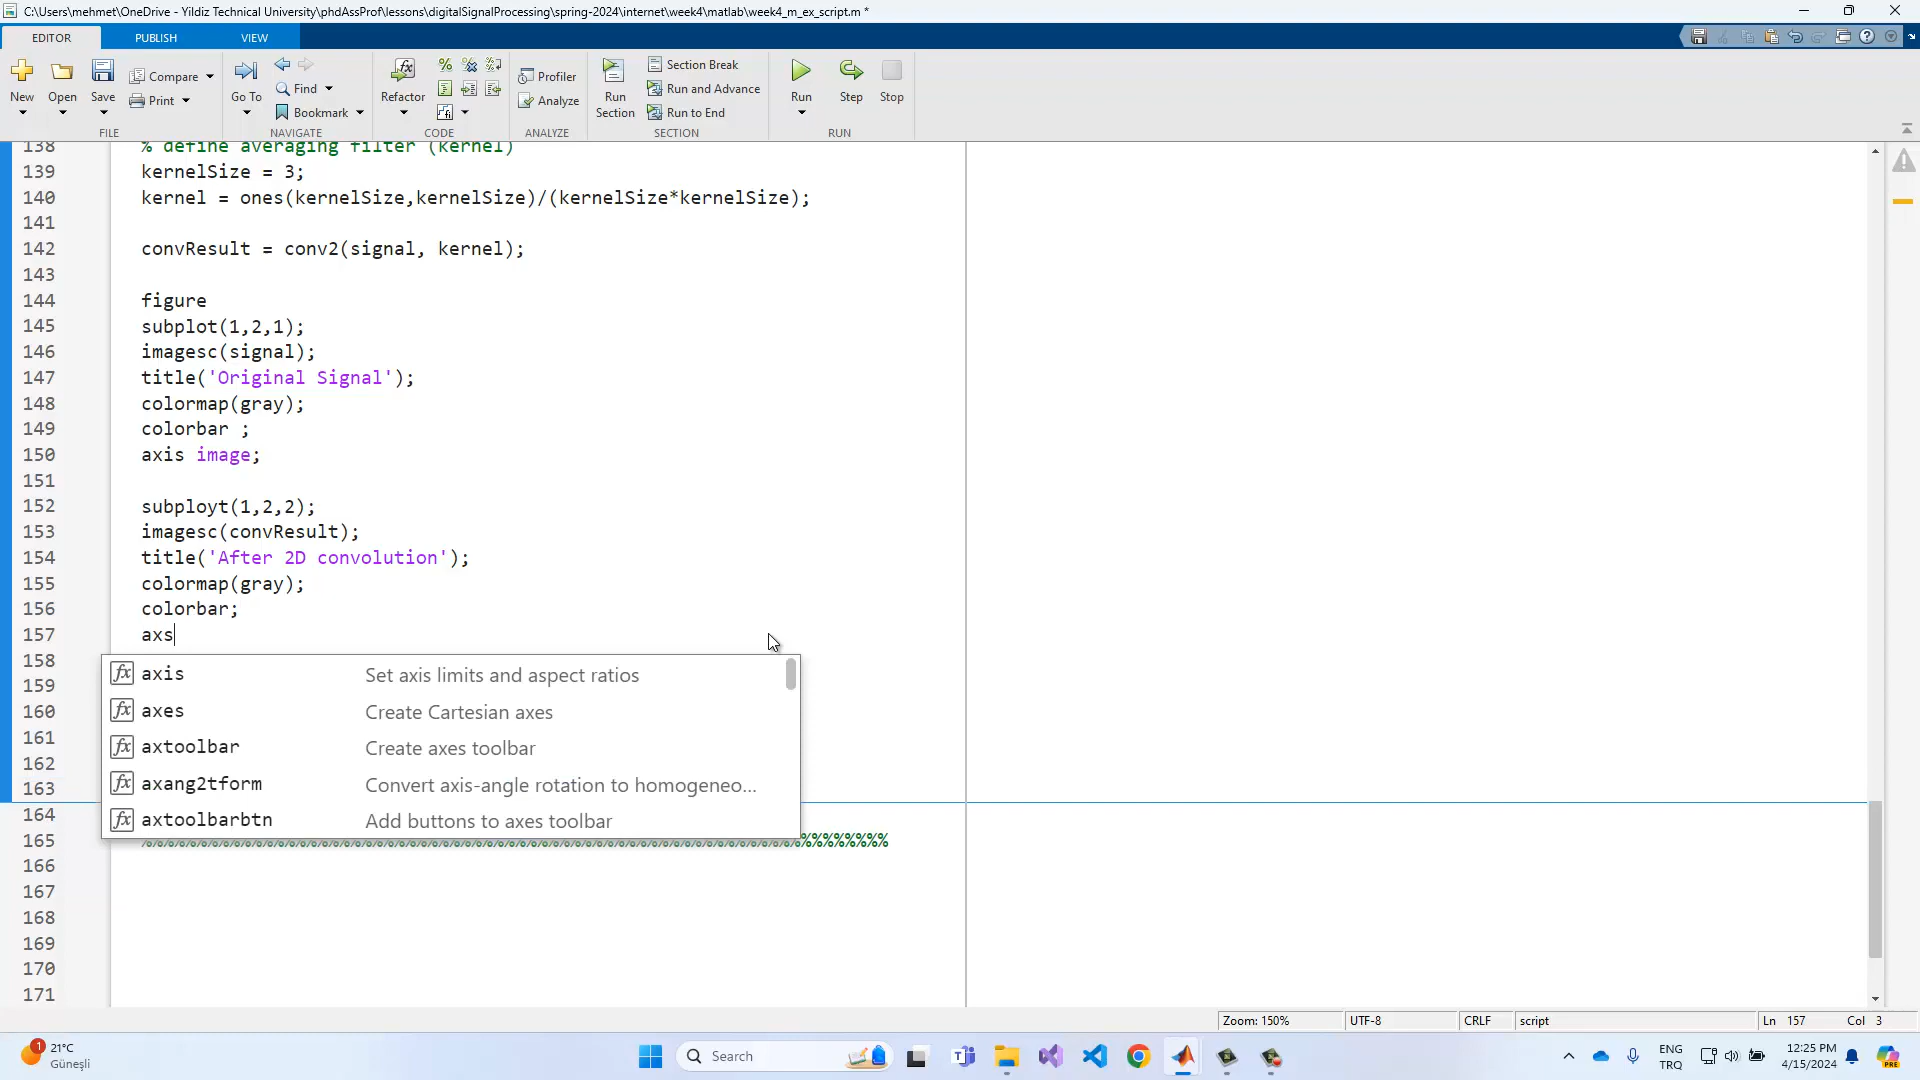 C:\Users\mehmet\OneDrive - Yildiz Technical University\phdAssProf\lessons\digitalSignalProcessing\spring-2024\internet\week4\matlab\week4_m_ex_script.m *
EDITOR PUBLISH VIEW
New Open Save Compare Print
FILE
Go To Find Bookmark
NAVIGATE
Refactor
CODE
Profiler
Analyze
ANALYZE
Run Section
Section Break
Run and Advance
Run to End
SECTION
Run Step Stop
RUN
138 % define averaging filter (kernel)
139 kernelSize = 3;
140 kernel = ones(kernelSize,kernelSize)/(kernelSize*kernelSize);
141
142 convResult = conv2(signal, kernel);
143
144 figure
145 subplot(1,2,1);
146 imagesc(signal);
147 title('Original Signal');
148 colormap(gray);
149 colorbar ;
150 axis image;
151
152 subployt(1,2,2);
153 imagesc(convResult);
154 title('After 2D convolution');
155 colormap(gray);
156 colorbar;
157 axs
158
159
160
161
162
163
164
165
166
167
168
169
170
171
fx axis Set axis limits and aspect ratios
fx axes Create Cartesian axes
fx axtoolbar Create axes toolbar
fx axang2tform Convert axis-angle rotation to homogeneo...
fx axtoolbarbtn Add buttons to axes toolbar
Zoom: 150% UTF-8 CRLF script Ln 157 Col 3
1 21°C
Güneşli
Search
ENG
TRQ
12:25 PM
4/15/2024
PRE